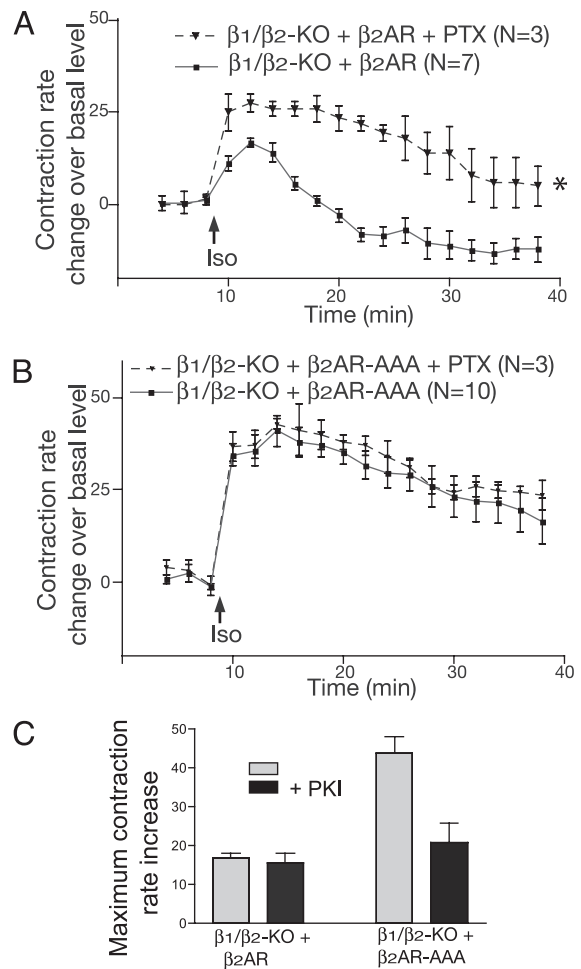 A
β1/β2-KO + β2AR + PTX (N=3)
β1/β2-KO + β2AR (N=7)
Contraction rate
change over basal level
50
25
0
Iso
*
10
20
30
40
Time (min)
B
β1/β2-KO + β2AR-AAA + PTX (N=3)
β1/β2-KO + β2AR-AAA (N=10)
Contraction rate
change over basal level
50
25
0
Iso
10
20
30
40
Time (min)
C
Maximum contraction
rate increase
50
40
30
20
10
0
+ PKI
β1/β2-KO +
β2AR
β1/β2-KO +
β2AR-AAA